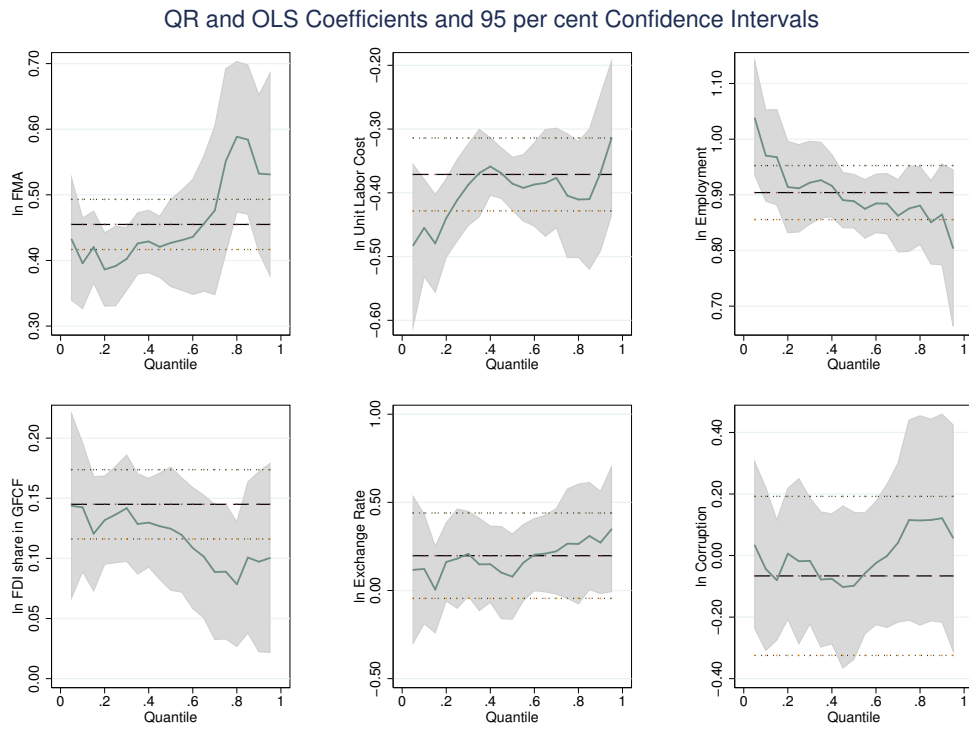 QR and OLS Coefficients and 95 per cent Confidence Intervals
ln FMA
0.70
0.60
0.50
0.40
0.30
0 .2 .4 .6 .8 1
Quantile
ln Unit Labor Cost
−0.20
−0.30
−0.40
−0.50
−0.60
0 .2 .4 .6 .8 1
Quantile
ln Employment
1.10
1.00
0.90
0.80
0.70
0 .2 .4 .6 .8 1
Quantile
ln FDI share in GFCF
0.20
0.15
0.10
0.05
0.00
0 .2 .4 .6 .8 1
Quantile
ln Exchange Rate
1.00
0.50
0.00
−0.50
0 .2 .4 .6 .8 1
Quantile
ln Corruption
0.40
0.20
0.00
−0.20
−0.40
0 .2 .4 .6 .8 1
Quantile